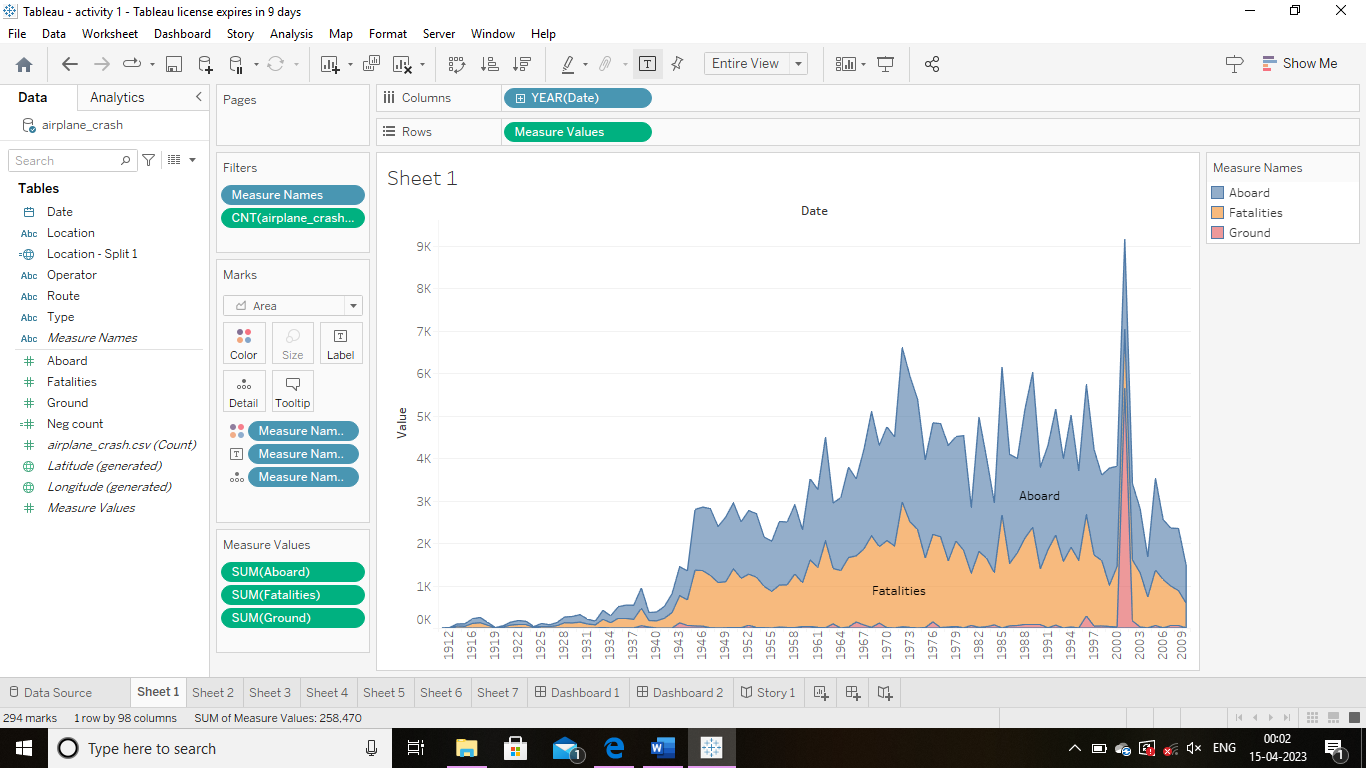 Tableau - activity 1 - Tableau license expires in 9 days
File Data Worksheet Dashboard Story Analysis Map Format Server Window Help
Entire View
Show Me
Data Analytics
airplane_crash
Search
Tables
Date
Abc Location
Location - Split 1
Abc Operator
Abc Route
Abc Type
Abc Measure Names
Aboard
Fatalities
Ground
Neg count
airplane_crash.csv (Count)
Latitude (generated)
Longitude (generated)
Measure Values
Pages
Filters
Measure Names
CNT(airplane_crash...
Marks
Area
Color Size Label
Detail Tooltip
Measure Nam..
Measure Nam..
Measure Nam..
Measure Values
SUM(Aboard)
SUM(Fatalities)
SUM(Ground)
Columns YEAR(Date)
Rows Measure Values
Sheet 1
Date
Value
9K
8K
7K
6K
5K
4K
3K
2K
1K
0K
Aboard
Fatalities
1912 1916 1919 1922 1925 1928 1931 1934 1937 1940 1943 1946 1949 1952 1955 1958 1961 1964 1967 1970 1973 1976 1979 1982 1985 1988 1991 1994 1997 2000 2003 2006 2009
Measure Names
Aboard
Fatalities
Ground
Data Source Sheet 1 Sheet 2 Sheet 3 Sheet 4 Sheet 5 Sheet 6 Sheet 7 Dashboard 1 Dashboard 2 Story 1
294 marks 1 row by 98 columns SUM of Measure Values: 258,470
Type here to search
1
ENG
00:02
15-04-2023
1